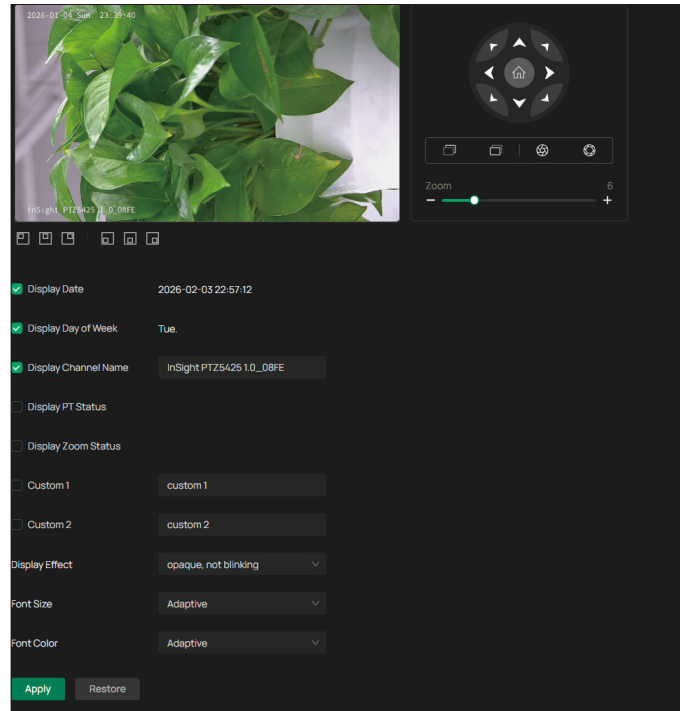 2026-01-04 Sun. 23:39:40
InSight PTZ5425 1.0_08FE
Zoom 6
Display Date 2026-02-03 22:57:12
Display Day of Week Tue.
Display Channel Name InSight PTZ5425 1.0_08FE
Display PT Status
Display Zoom Status
Custom 1 custom 1
Custom 2 custom 2
Display Effect opaque, not blinking
Font Size Adaptive
Font Color Adaptive
Apply Restore